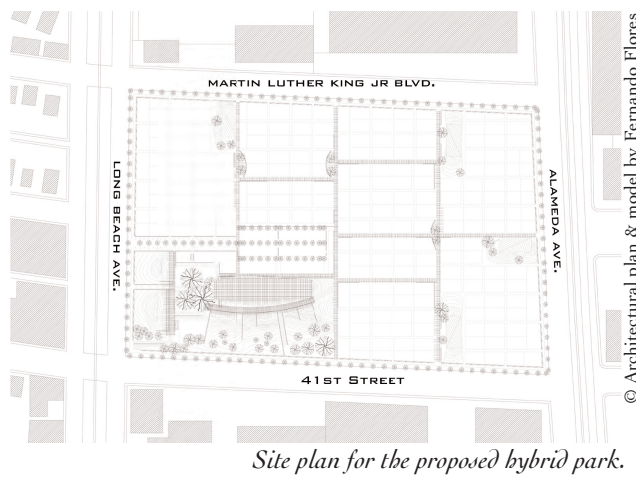 MARTIN LUTHER KING JR BLVD.
LONG BEACH AVE.
ALAMEDA AVE.
41ST STREET
© Architectural plan & model by Fernando Flores
Site plan for the proposed hybrid park.